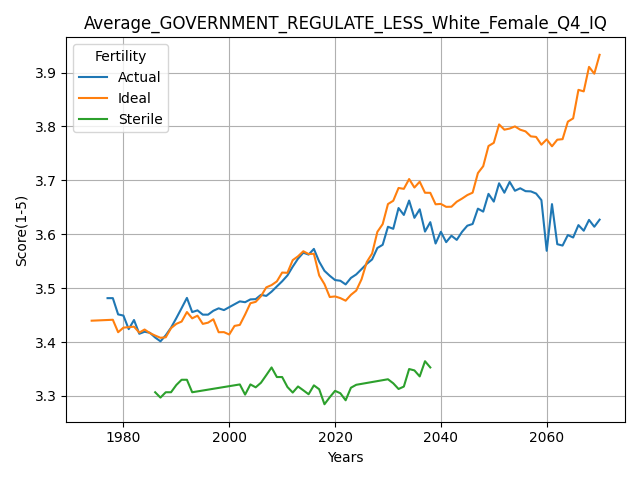 Average_GOVERNMENT_REGULATE_LESS_White_Female_Q4_IQ
Fertility
Actual
Ideal
Sterile
Score(1-5)
3.9
3.8
3.7
3.6
3.5
3.4
3.3
1980 2000 2020 2040 2060
Years